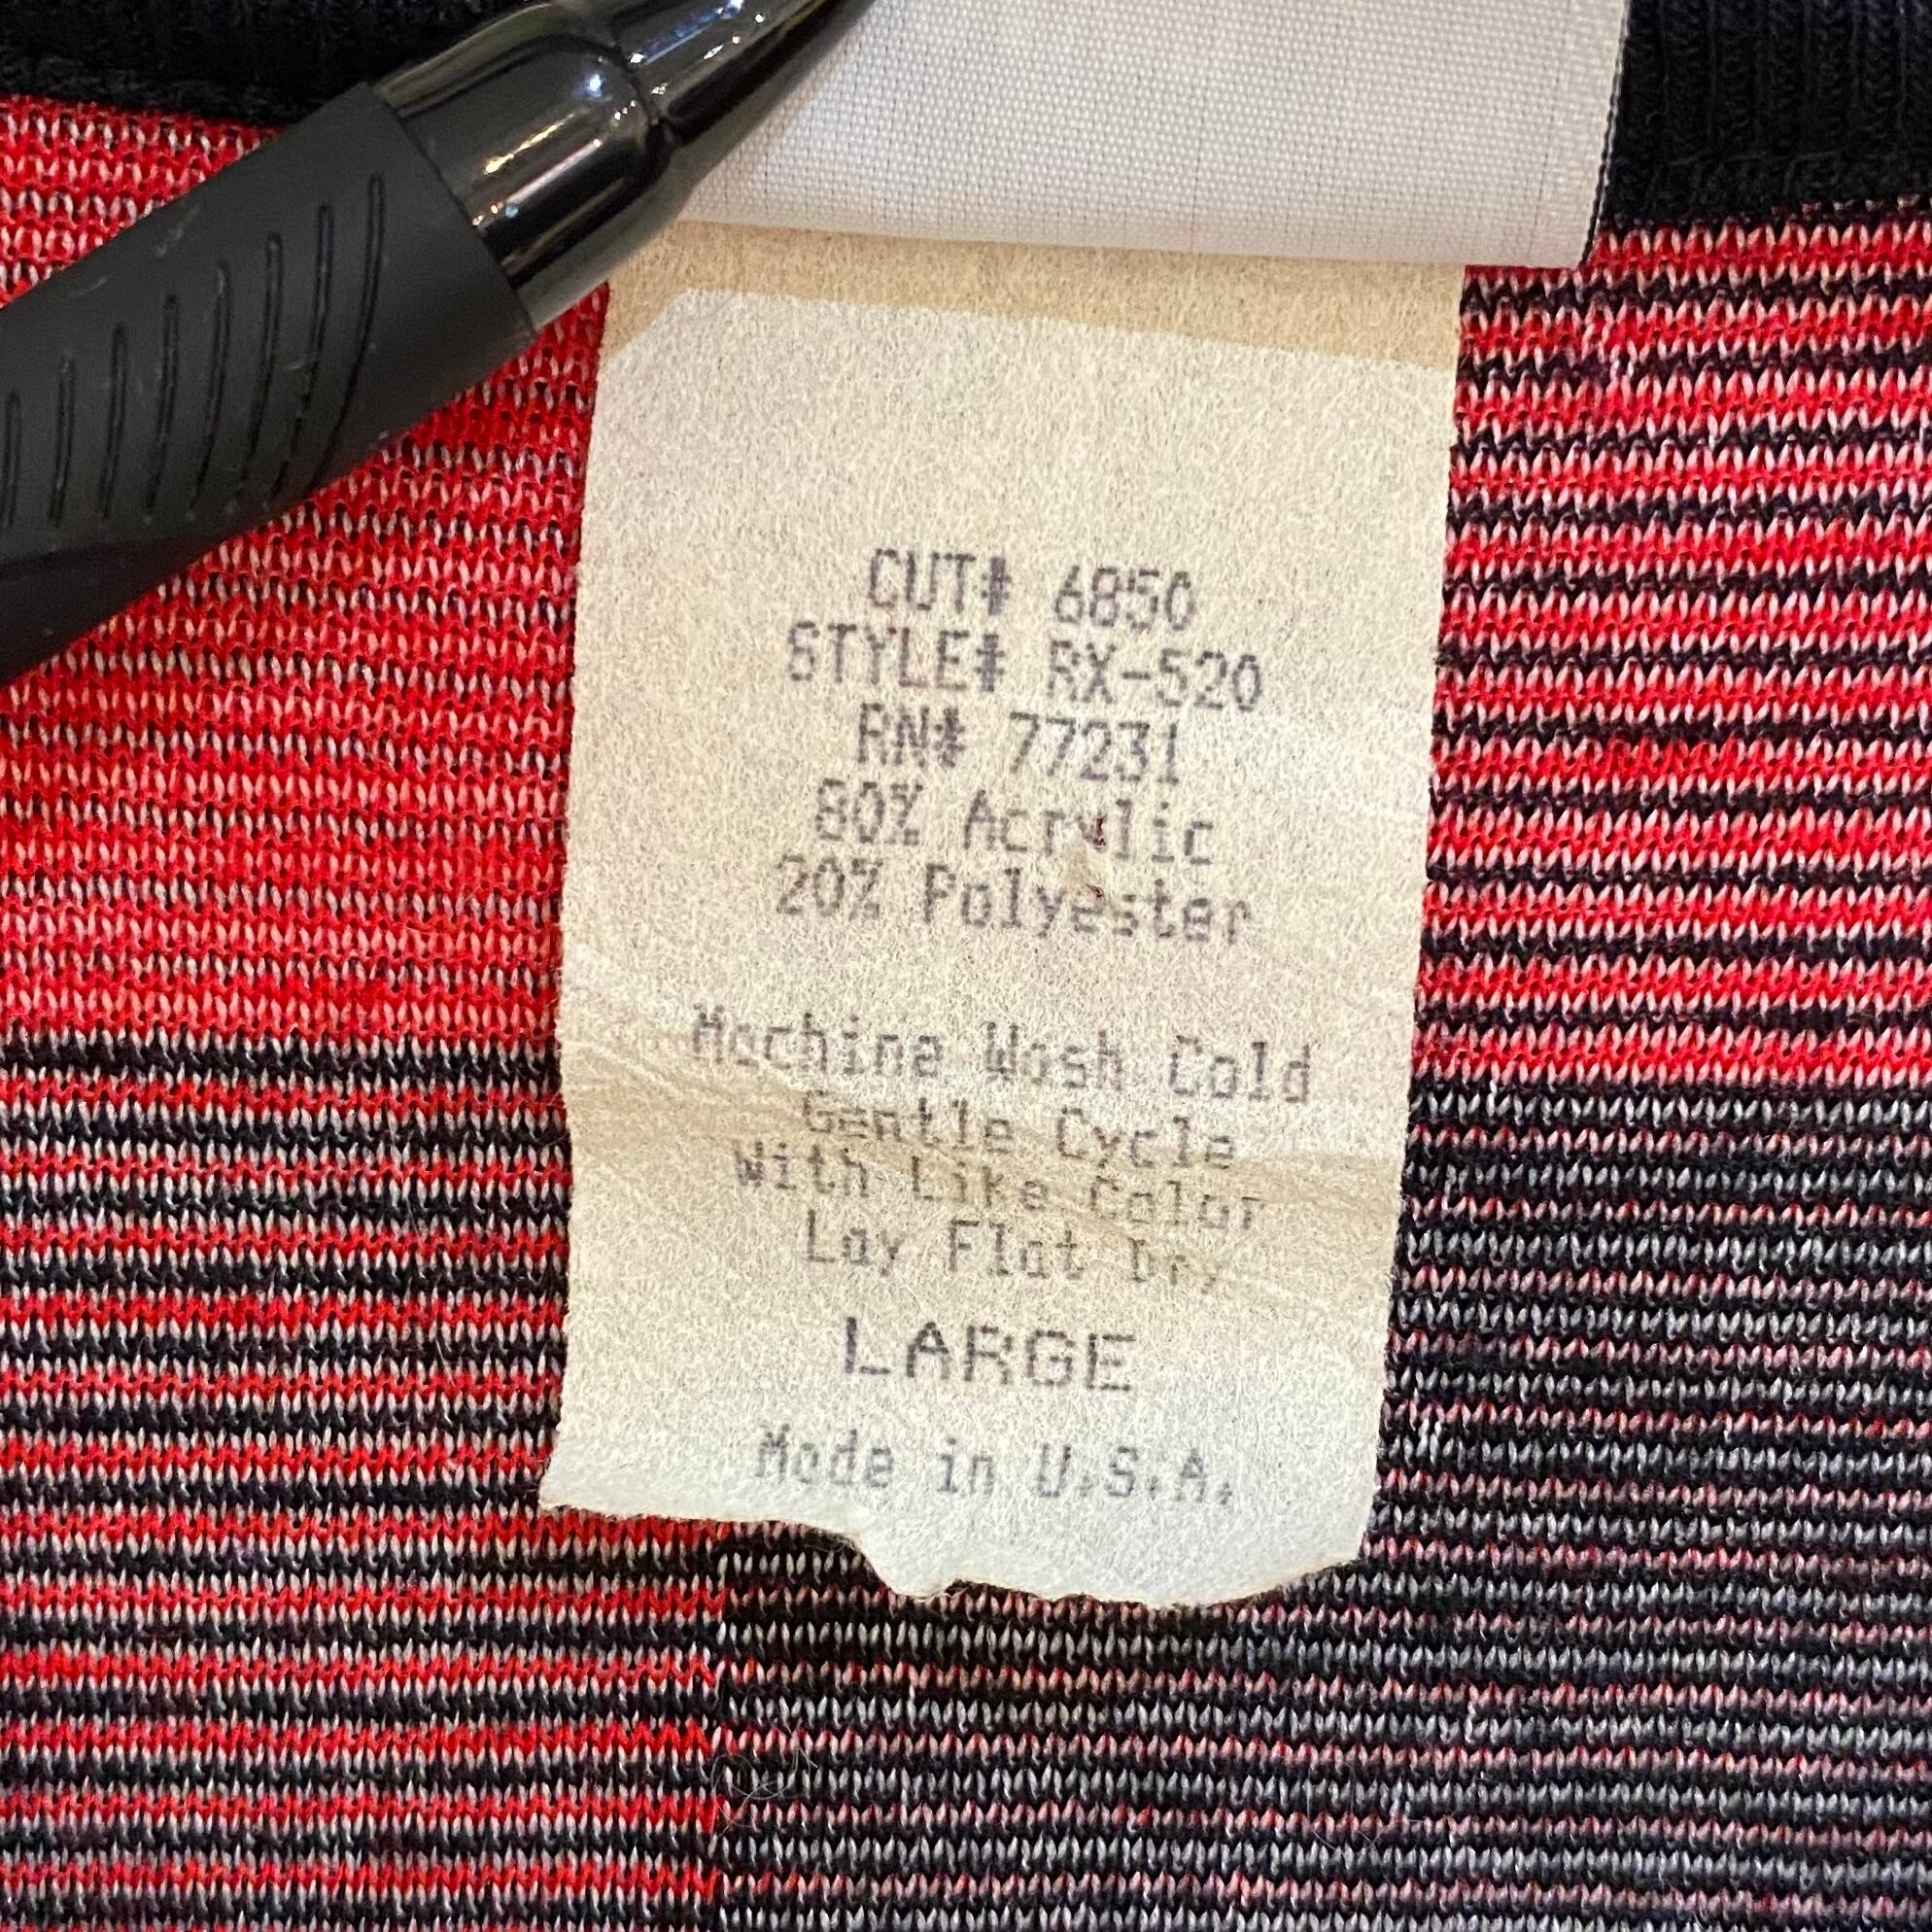 CUT# 6850
STYLE# RX-520
RN# 77231
80% Acrylic
20% Polyester
Machine Wash Cold
Gentle Cycle
With Like Color
Lay Flat Dry
LARGE
Made in U.S.A.